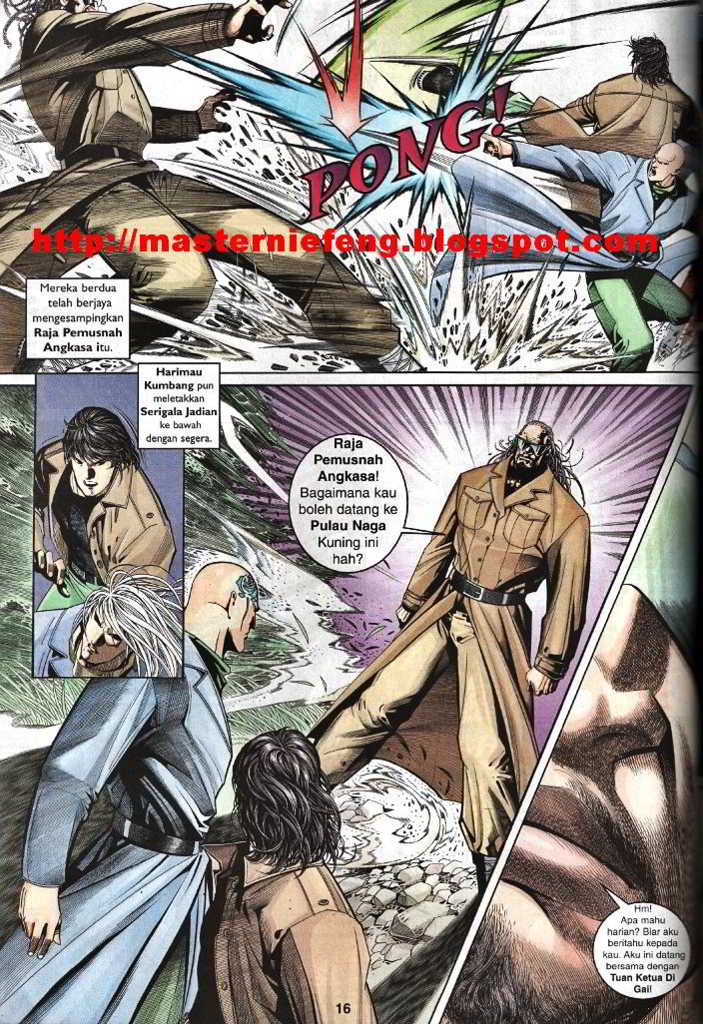 PONG!
http://masterniefeng.blogspot.com
Mereka berdua
telah berjaya
mengesampingkan
Raja Pemusnah
Angkasa itu.
Harimau
Kumbang pun
meletakkan
Serigala Jadian
ke bawah
dengan segera.
Raja
Pemusnah
Angkasa!
Bagaimana kau
boleh datang ke
Pulau Naga
Kuning ini
hah?
Hm!
Apa mahu
harian? Biar aku
beritahu kepada
kau. Aku ini datang
bersama dengan
Tuan Ketua Di
Gai!
16